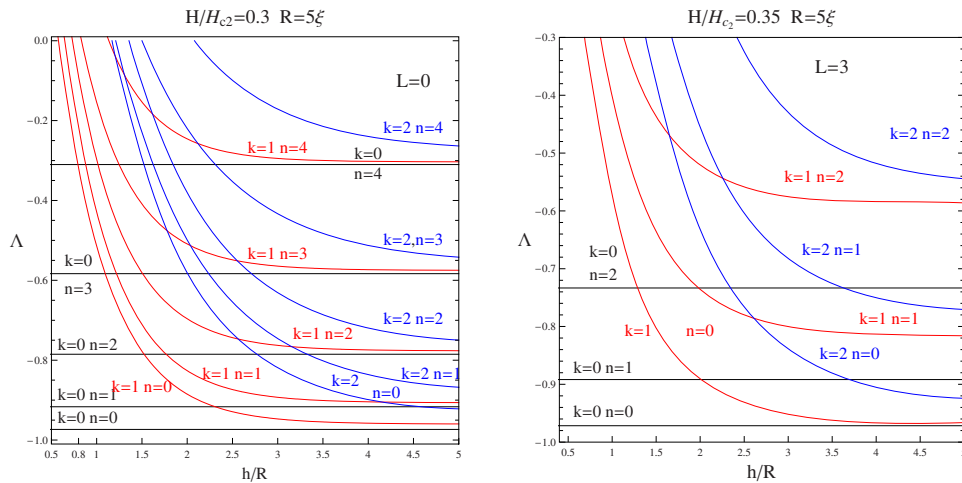 H/Hc2=0.3 R=5ξ
0.0
−0.2
−0.4
−0.6
−0.8
−1.0
Λ
L=0
k=2 n=4
k=1 n=4
k=0
n=4
k=2,n=3
k=1 n=3
k=0
n=3
k=2 n=2
k=1 n=2
k=0 n=2
k=1 n=1
k=2
k=2 n=1
k=1 n=0
n=0
k=0 n=1
k=0 n=0
0.5 0.8 1 1.5 2 2.5 3 3.5 4 4.5 5
h/R
H/Hc2=0.35 R=5ξ
−0.3
−0.4
−0.5
−0.6
−0.7
−0.8
−0.9
−1.0
Λ
L=3
k=2 n=2
k=1 n=2
k=0
n=2
k=2 n=1
k=1 n=1
k=1 n=0
k=2 n=0
k=0 n=1
k=0 n=0
0.5 1 1.5 2 2.5 3 3.5 4 4.5 5
h/R